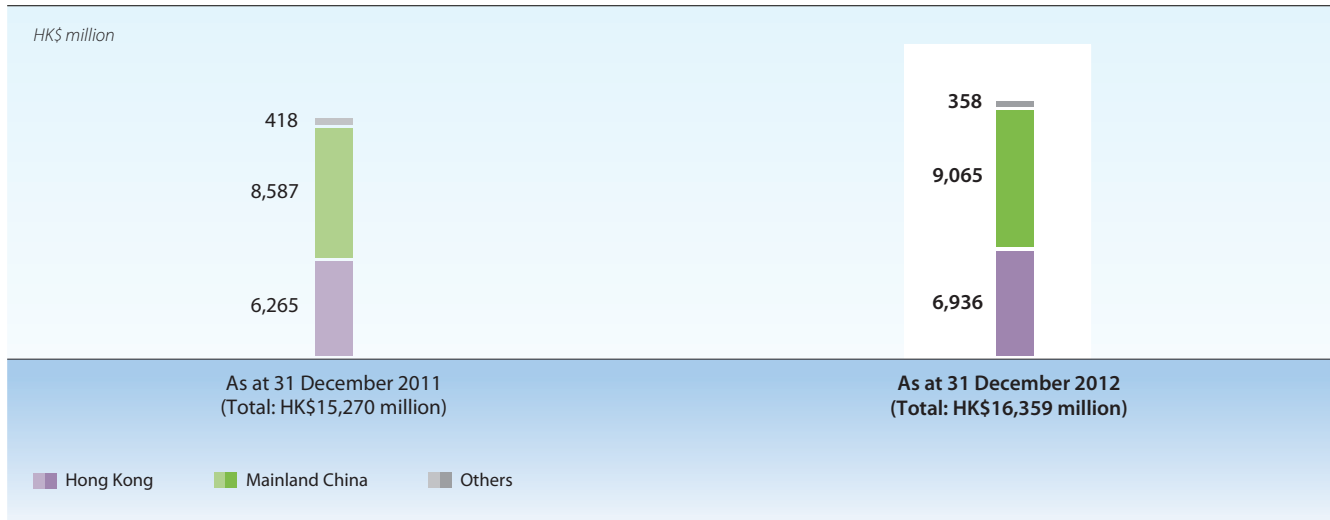 HK$ million
418
8,587
6,265
358
9,065
6,936
As at 31 December 2011
(Total: HK$15,270 million)
As at 31 December 2012
(Total: HK$16,359 million)
Hong Kong
Mainland China
Others